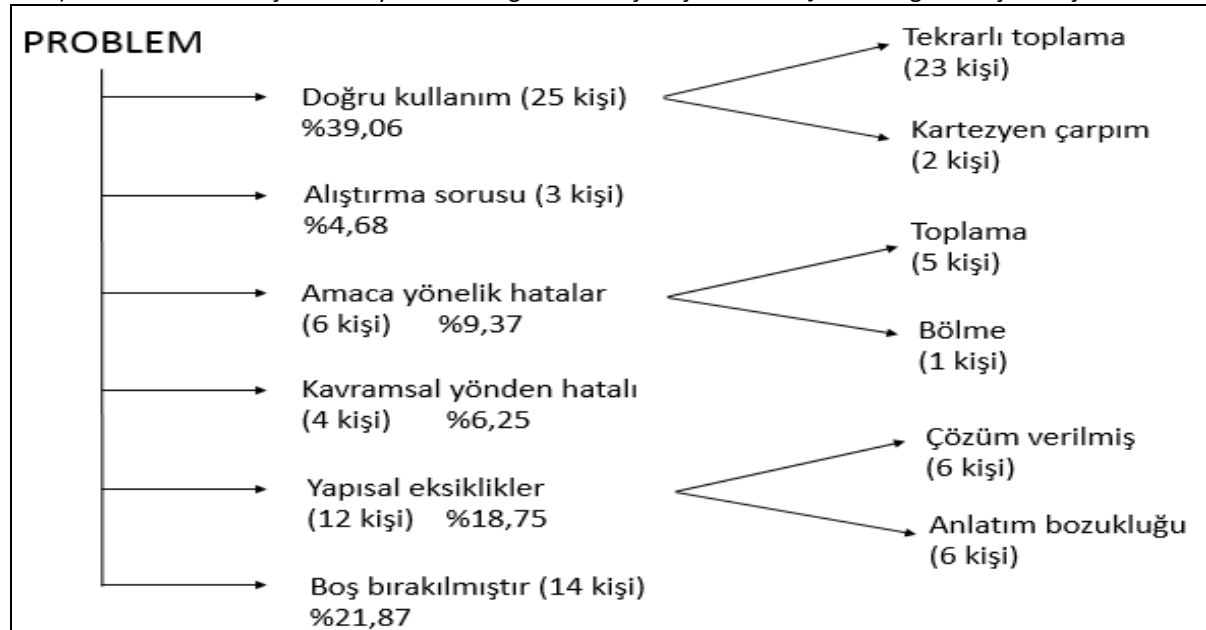 PROBLEM
Doğru kullanım (25 kişi)
%39,06
Tekrarlı toplama
(23 kişi)
Kartezyen çarpım
(2 kişi)
Alıştırma sorusu (3 kişi)
%4,68
Amaca yönelik hatalar
(6 kişi) %9,37
Toplama
(5 kişi)
Bölme
(1 kişi)
Kavramsal yönden hatalı
(4 kişi) %6,25
Yapısal eksiklikler
(12 kişi) %18,75
Çözüm verilmiş
(6 kişi)
Anlatım bozukluğu
(6 kişi)
Boş bırakılmıştır (14 kişi)
%21,87